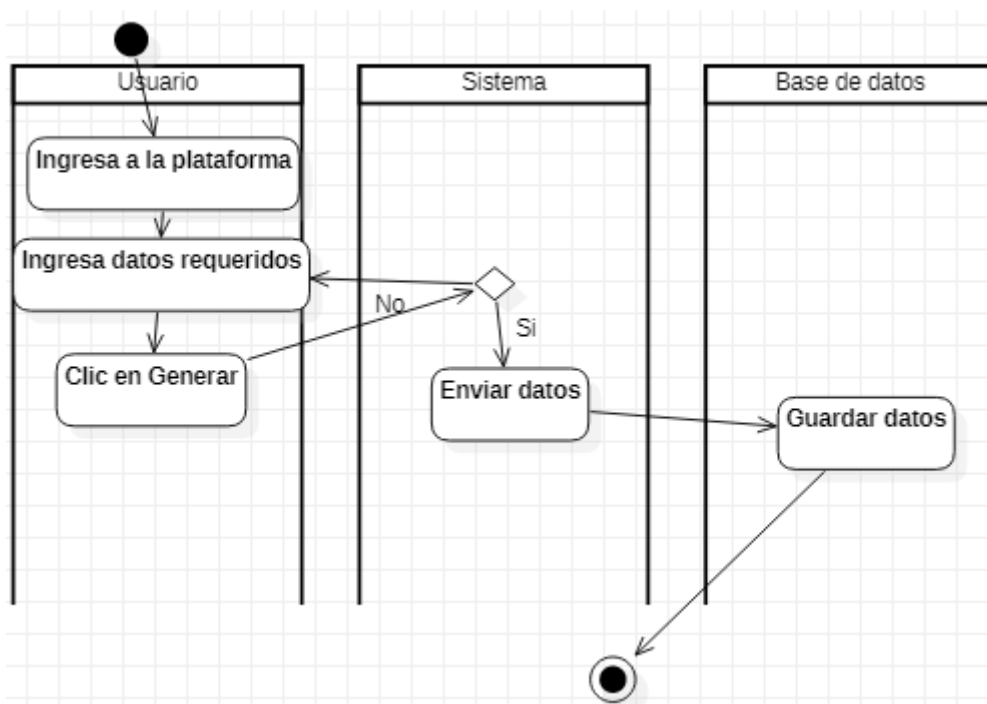 Usuario
Sistema
Base de datos
Ingresa a la plataforma
Ingresa datos requeridos
No
Si
Clic en Generar
Enviar datos
Guardar datos